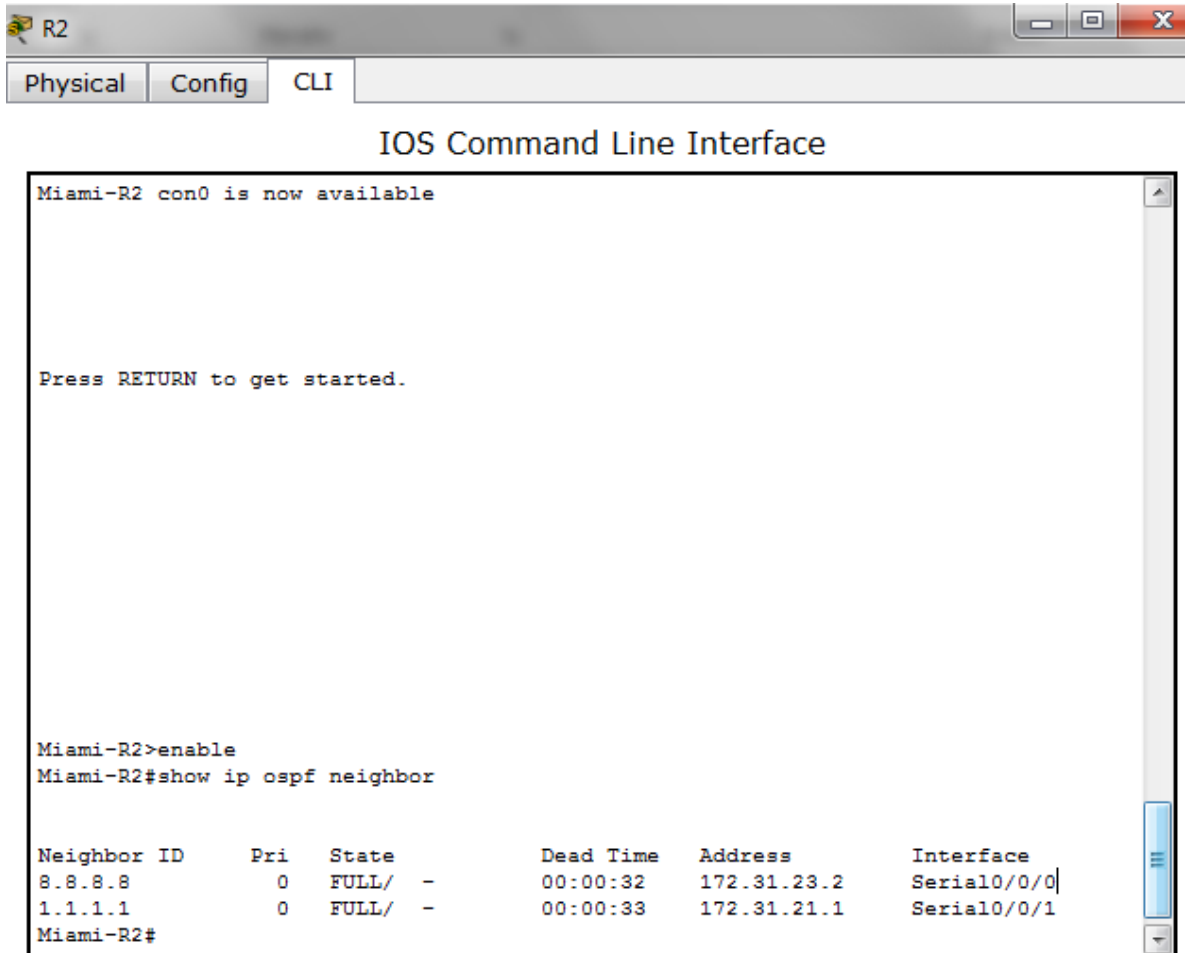 R2
Physical Config CLI
IOS Command Line Interface
Miami-R2 con0 is now available
Press RETURN to get started.
Miami-R2>enable
Miami-R2#show ip ospf neighbor
Neighbor ID Pri State Dead Time Address Interface
8.8.8.8 0 FULL/ - 00:00:32 172.31.23.2 Serial0/0/0
1.1.1.1 0 FULL/ - 00:00:33 172.31.21.1 Serial0/0/1
Miami-R2#